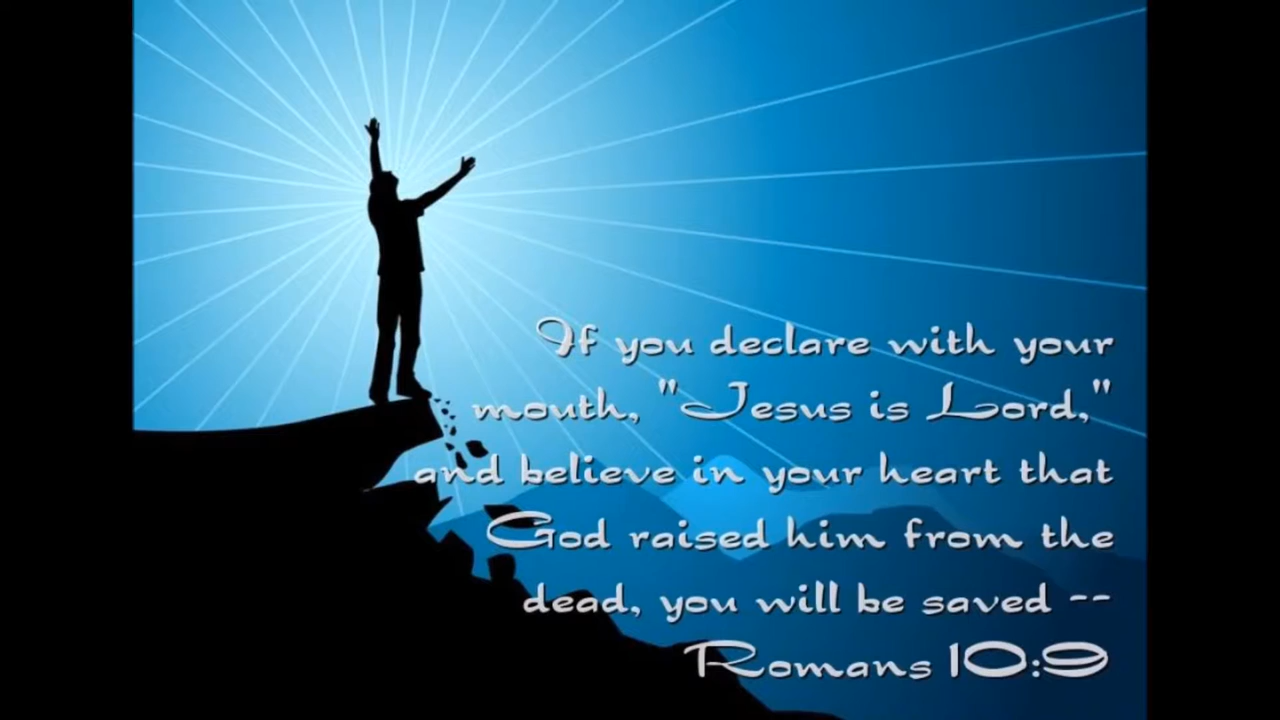 If you declare with your
mouth, "Jesus is Lord,"
and believe in your heart that
God raised him from the
dead, you will be saved --
Romans 10:9